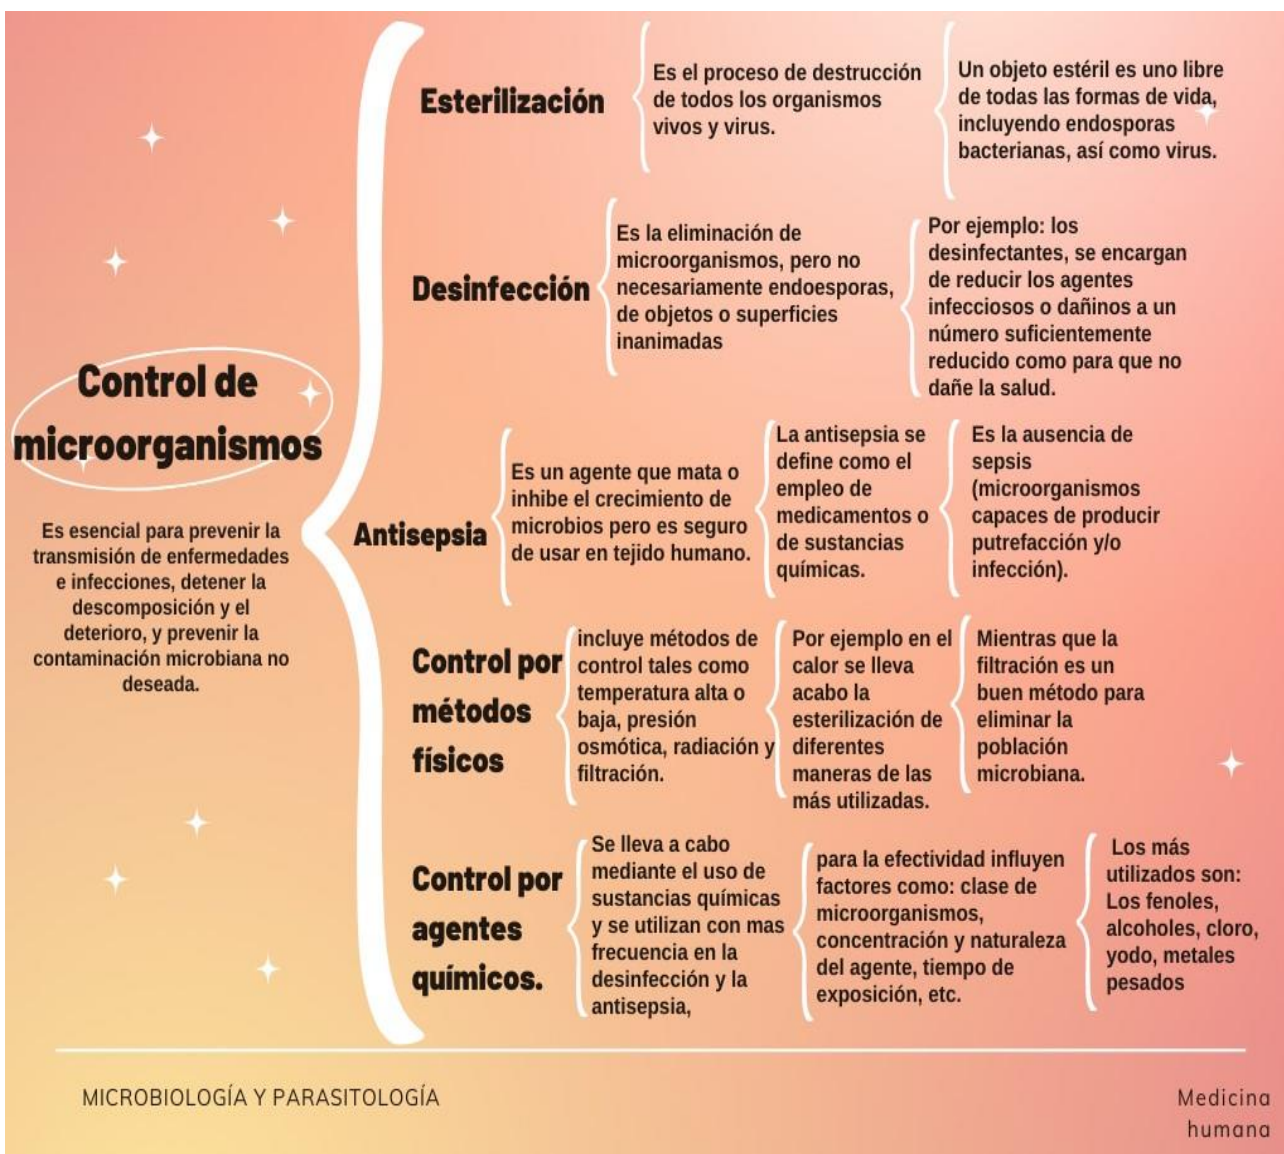 Control de
microorganismos
Es esencial para prevenir la
transmisión de enfermedades
e infecciones, detener la
descomposición y el
deterioro, y prevenir la
contaminación microbiana no
deseada.
Esterilización
Es el proceso de destrucción
de todos los organismos
vivos y virus.
Un objeto estéril es uno libre
de todas las formas de vida,
incluyendo endosporas
bacterianas, así como virus.
Desinfección
Es la eliminación de
microorganismos, pero no
necesariamente endoesporas,
de objetos o superficies
inanimadas
Por ejemplo: los
desinfectantes, se encargan
de reducir los agentes
infecciosos o dañinos a un
número suficientemente
reducido como para que no
dañe la salud.
Antisepsia
Es un agente que mata o
inhibe el crecimiento de
microbios pero es seguro
de usar en tejido humano.
La antisepsia se
define como el
empleo de
medicamentos o
de sustancias
químicas.
Es la ausencia de
sepsis
(microorganismos
capaces de producir
putrefacción y/o
infección).
Control por
métodos
físicos
incluye métodos de
control tales como
temperatura alta o
baja, presión
osmótica, radiación y
filtración.
Por ejemplo en el
calor se lleva
acabo la
esterilización de
diferentes
maneras de las
más utilizadas.
Mientras que la
filtración es un
buen método para
eliminar la
población
microbiana.
Control por
agentes
químicos.
Se lleva a cabo
mediante el uso de
sustancias químicas
y se utilizan con mas
frecuencia en la
desinfección y la
antisepsia,
para la efectividad influyen
factores como: clase de
microorganismos,
concentración y naturaleza
del agente, tiempo de
exposición, etc.
Los más
utilizados son:
Los fenoles,
alcoholes, cloro,
yodo, metales
pesados
MICROBIOLOGÍA Y PARASITOLOGÍA
Medicina
humana